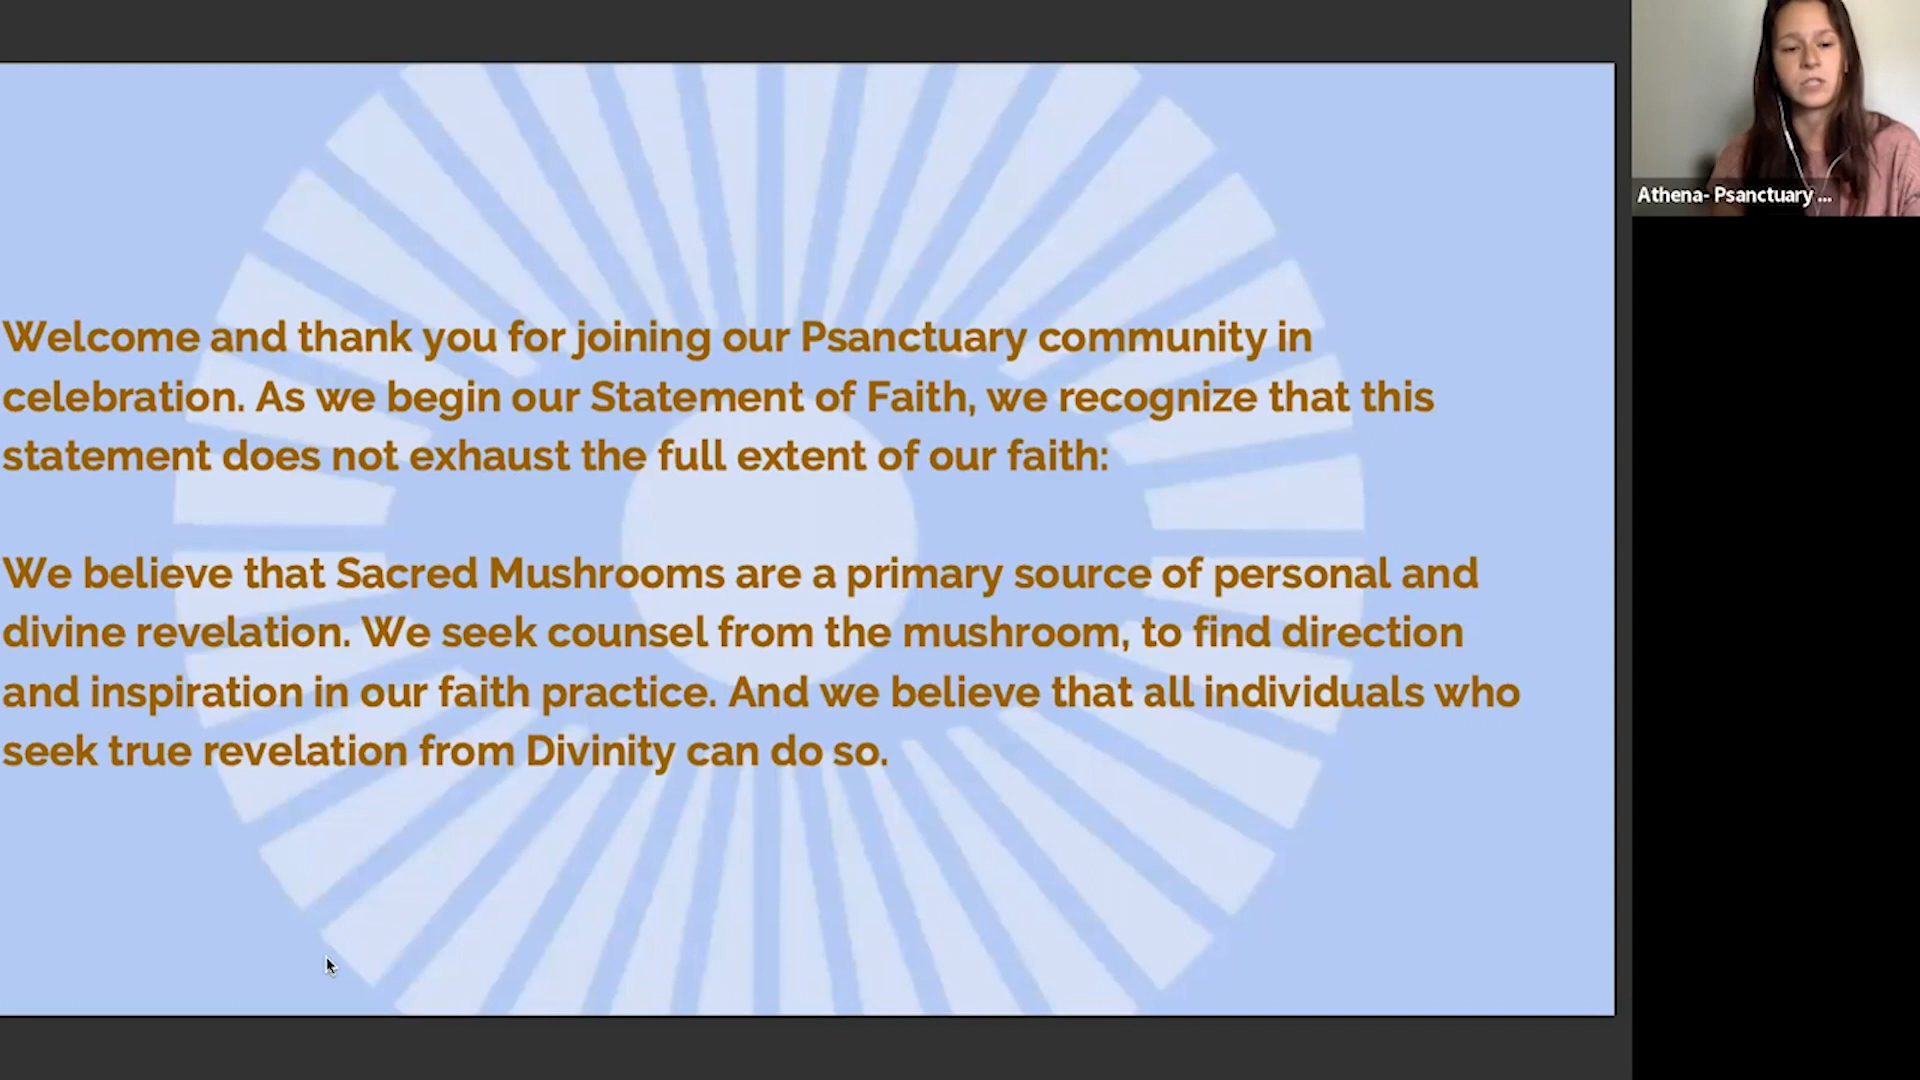 Welcome and thank you for joining our Psanctuary community in
celebration. As we begin our Statement of Faith, we recognize that this
statement does not exhaust the full extent of our faith:
We believe that Sacred Mushrooms are a primary source of personal and
divine revelation. We seek counsel from the mushroom, to find direction
and inspiration in our faith practice. And we believe that all individuals who
seek true revelation from Divinity can do so.
Athena- Psanctuary ...